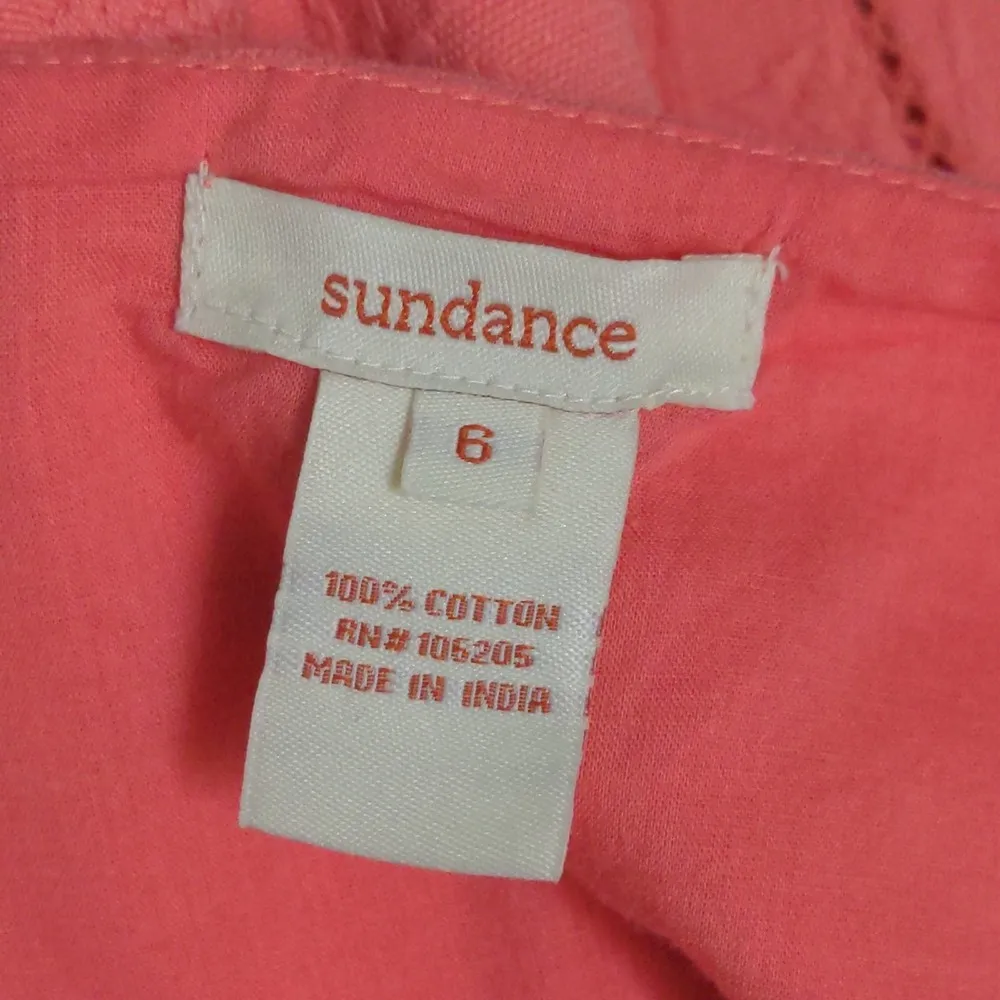 sundance
6
100% COTTON
RN# 106205
MADE IN INDIA